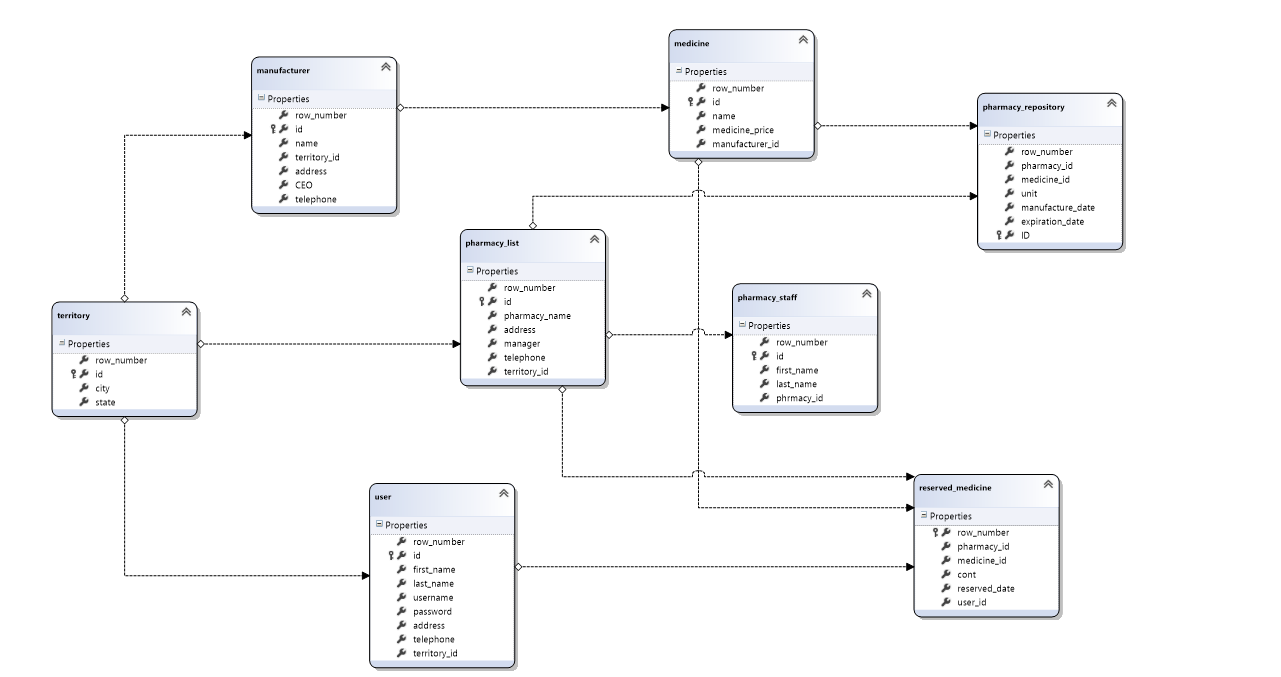 manufacturer
Properties
row_number
id
name
territory_id
address
CEO
telephone
medicine
Properties
row_number
id
name
medicine_price
manufacturer_id
pharmacy_repository
Properties
row_number
pharmacy_id
medicine_id
unit
manufacture_date
expiration_date
ID
pharmacy_list
Properties
row_number
id
pharmacy_name
address
manager
telephone
territory_id
territory
Properties
row_number
id
city
state
pharmacy_staff
Properties
row_number
id
first_name
last_name
phrmacy_id
user
Properties
row_number
id
first_name
last_name
username
password
address
telephone
territory_id
reserved_medicine
Properties
row_number
pharmacy_id
medicine_id
cont
reserved_date
user_id